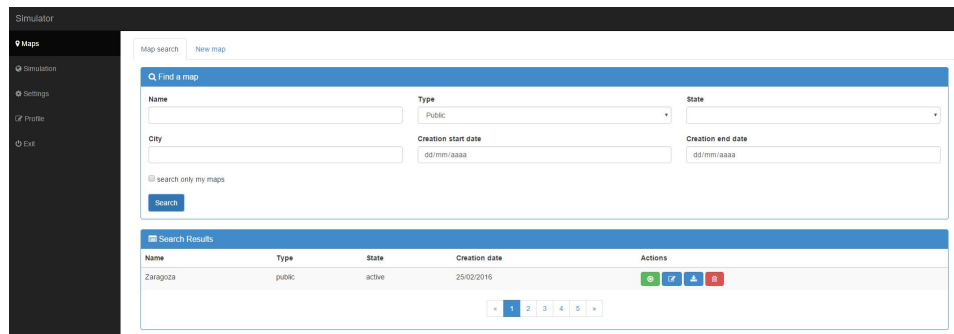 Simulator
Maps
Simulation
Settings
Profile
Exit
Map search New map
Find a map
Name Type State
Public
City Creation start date Creation end date
dd/mm/aaaa dd/mm/aaaa
search only my maps
Search
Search Results
Name Type State Creation date Actions
Zaragoza public active 25/02/2016
« 1 2 3 4 5 »